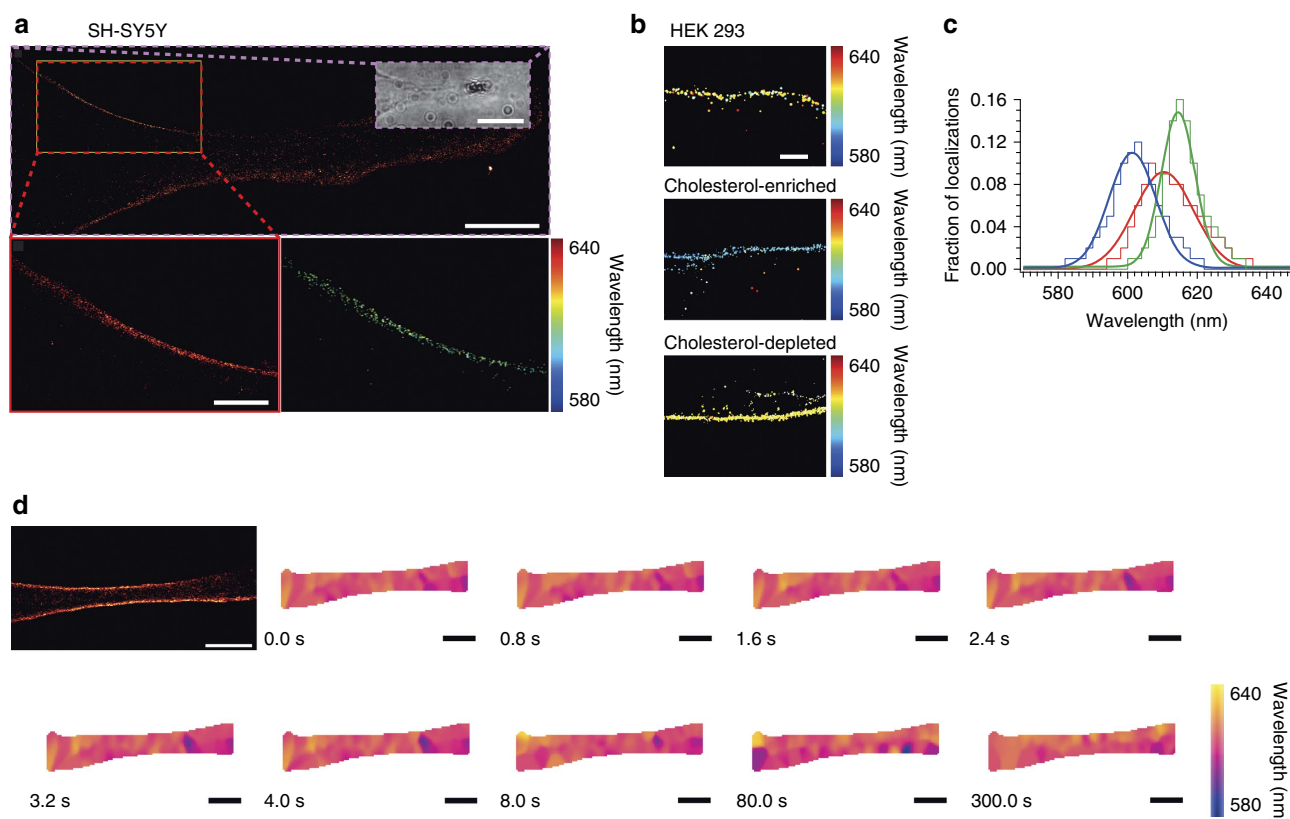 a
SH-SY5Y
640
Wavelength (nm)
580
b
HEK 293
640
Wavelength (nm)
580
Cholesterol-enriched
640
Wavelength (nm)
580
Cholesterol-depleted
640
Wavelength (nm)
580
c
Fraction of localizations
0.16
0.12
0.08
0.04
0.00
580 600 620 640
Wavelength (nm)
d
0.0 s
0.8 s
1.6 s
2.4 s
3.2 s
4.0 s
8.0 s
80.0 s
300.0 s
640
Wavelength (nm
580